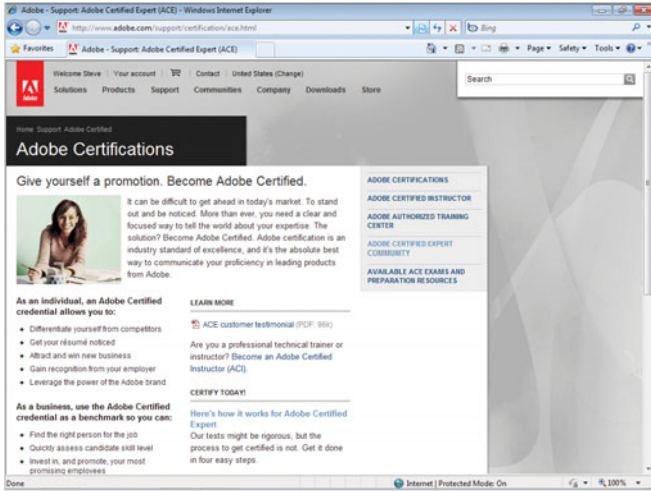 Adobe - Support: Adobe Certified Expert (ACE) - Windows Internet Explorer
http://www.adobe.com/support/certification/ace.html
Bing
Favorites
Adobe - Support: Adobe Certified Expert (ACE)
Page
Safety
Tools
Welcome Steve | Your account | Contact | United States (Change)
Search
Adobe
Solutions Products Support Communities Company Downloads Store
Home Support Adobe Certified
Adobe Certifications
Give yourself a promotion. Become Adobe Certified.
It can be difficult to get ahead in today's market. To stand
out and be noticed. More than ever, you need a clear and
focused way to tell the world about your expertise. The
solution? Become Adobe Certified. Adobe certification is an
industry standard of excellence, and it's the absolute best
way to communicate your proficiency in leading products
from Adobe.
As an individual, an Adobe Certified
credential allows you to:
Differentiate yourself from competitors
Get your résumé noticed
Attract and win new business
Gain recognition from your employer
Leverage the power of the Adobe brand
As a business, use the Adobe Certified
credential as a benchmark so you can:
Find the right person for the job
Quickly assess candidate skill level
Invest in, and promote, your most
promising employees
LEARN MORE
ACE customer testimonial (PDF: 96k)
Are you a professional technical trainer or
instructor? Become an Adobe Certified
Instructor (ACI).
CERTIFY TODAY!
Here's how it works for Adobe Certified
Expert
Our tests might be rigorous, but the
process to get certified is not. Get it done
in four easy steps.
ADOBE CERTIFICATIONS
ADOBE CERTIFIED INSTRUCTOR
ADOBE AUTHORIZED TRAINING
CENTER
ADOBE CERTIFIED EXPERT
COMMUNITY
AVAILABLE ACE EXAMS AND
PREPARATION RESOURCES
Done
Internet | Protected Mode: On
100%